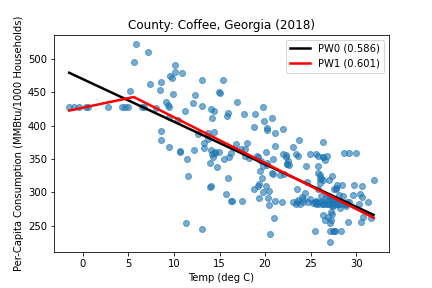 County: Coffee, Georgia (2018)
PW0 (0.586)
PW1 (0.601)
Per-Capita Consumption (MMBtu/1000 Households)
500
450
400
350
300
250
0 5 10 15 20 25 30
Temp (deg C)